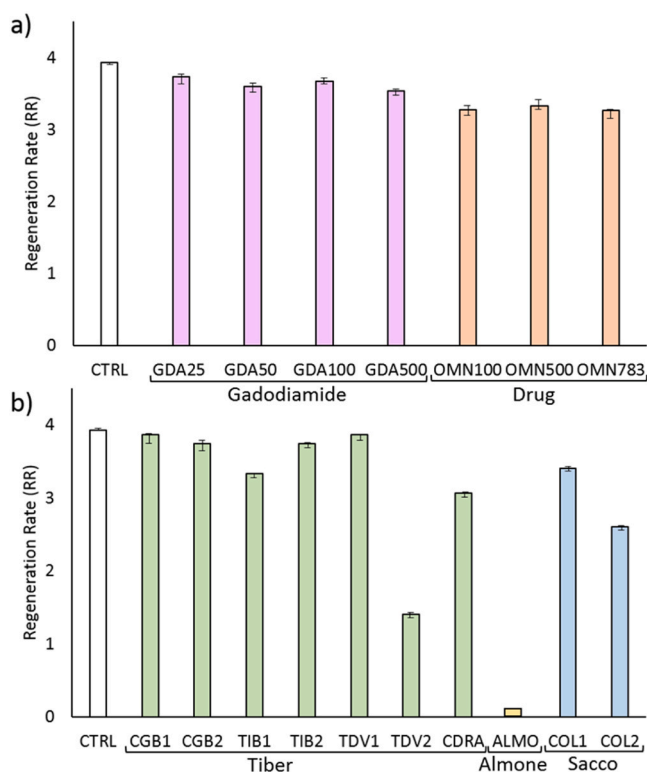 a)
Regeneration Rate (RR)
4
3
2
1
0
CTRL GDA25 GDA50 GDA100 GDA500 OMN100 OMN500 OMN783
Gadodiamide Drug
b)
Regeneration Rate (RR)
4
3
2
1
0
CTRL CGB1 CGB2 TIB1 TIB2 TDV1 TDV2 CDRA ALMO COL1 COL2
Tiber Almone Sacco